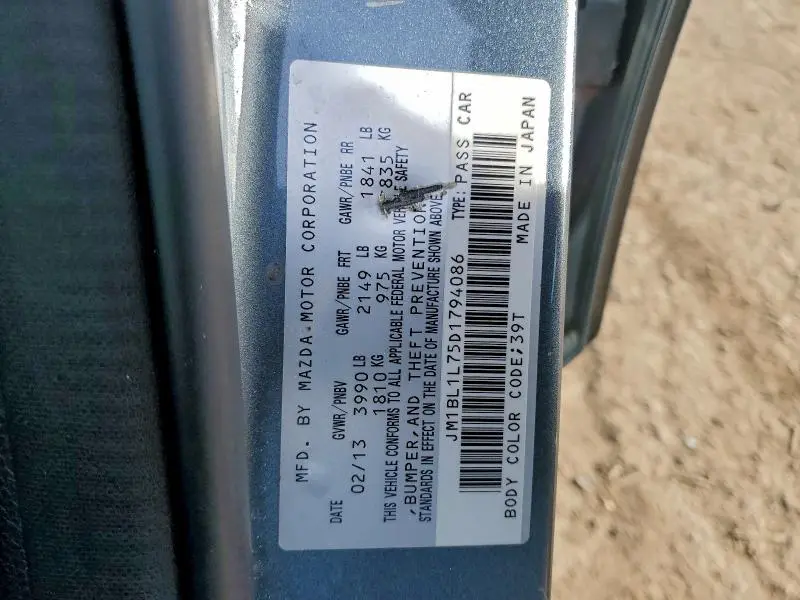 MFD. BY MAZDA MOTOR CORPORATION
DATE GVWR/PNBV GAWR/PNBE FRT GAWR/PNBE RR
02/13 3990 LB 2149 LB 1841 LB
1810 KG 975 KG 835 KG
THIS VEHICLE CONFORMS TO ALL APPLICABLE FEDERAL MOTOR VEHICLE SAFETY
,BUMPER,AND THEFT PREVENTION
STANDARDS IN EFFECT ON THE DATE OF MANUFACTURE SHOWN ABOVE
JM1BL1L75D1794086 TYPE: PASS CAR
BODY COLOR CODE;39T MADE IN JAPAN